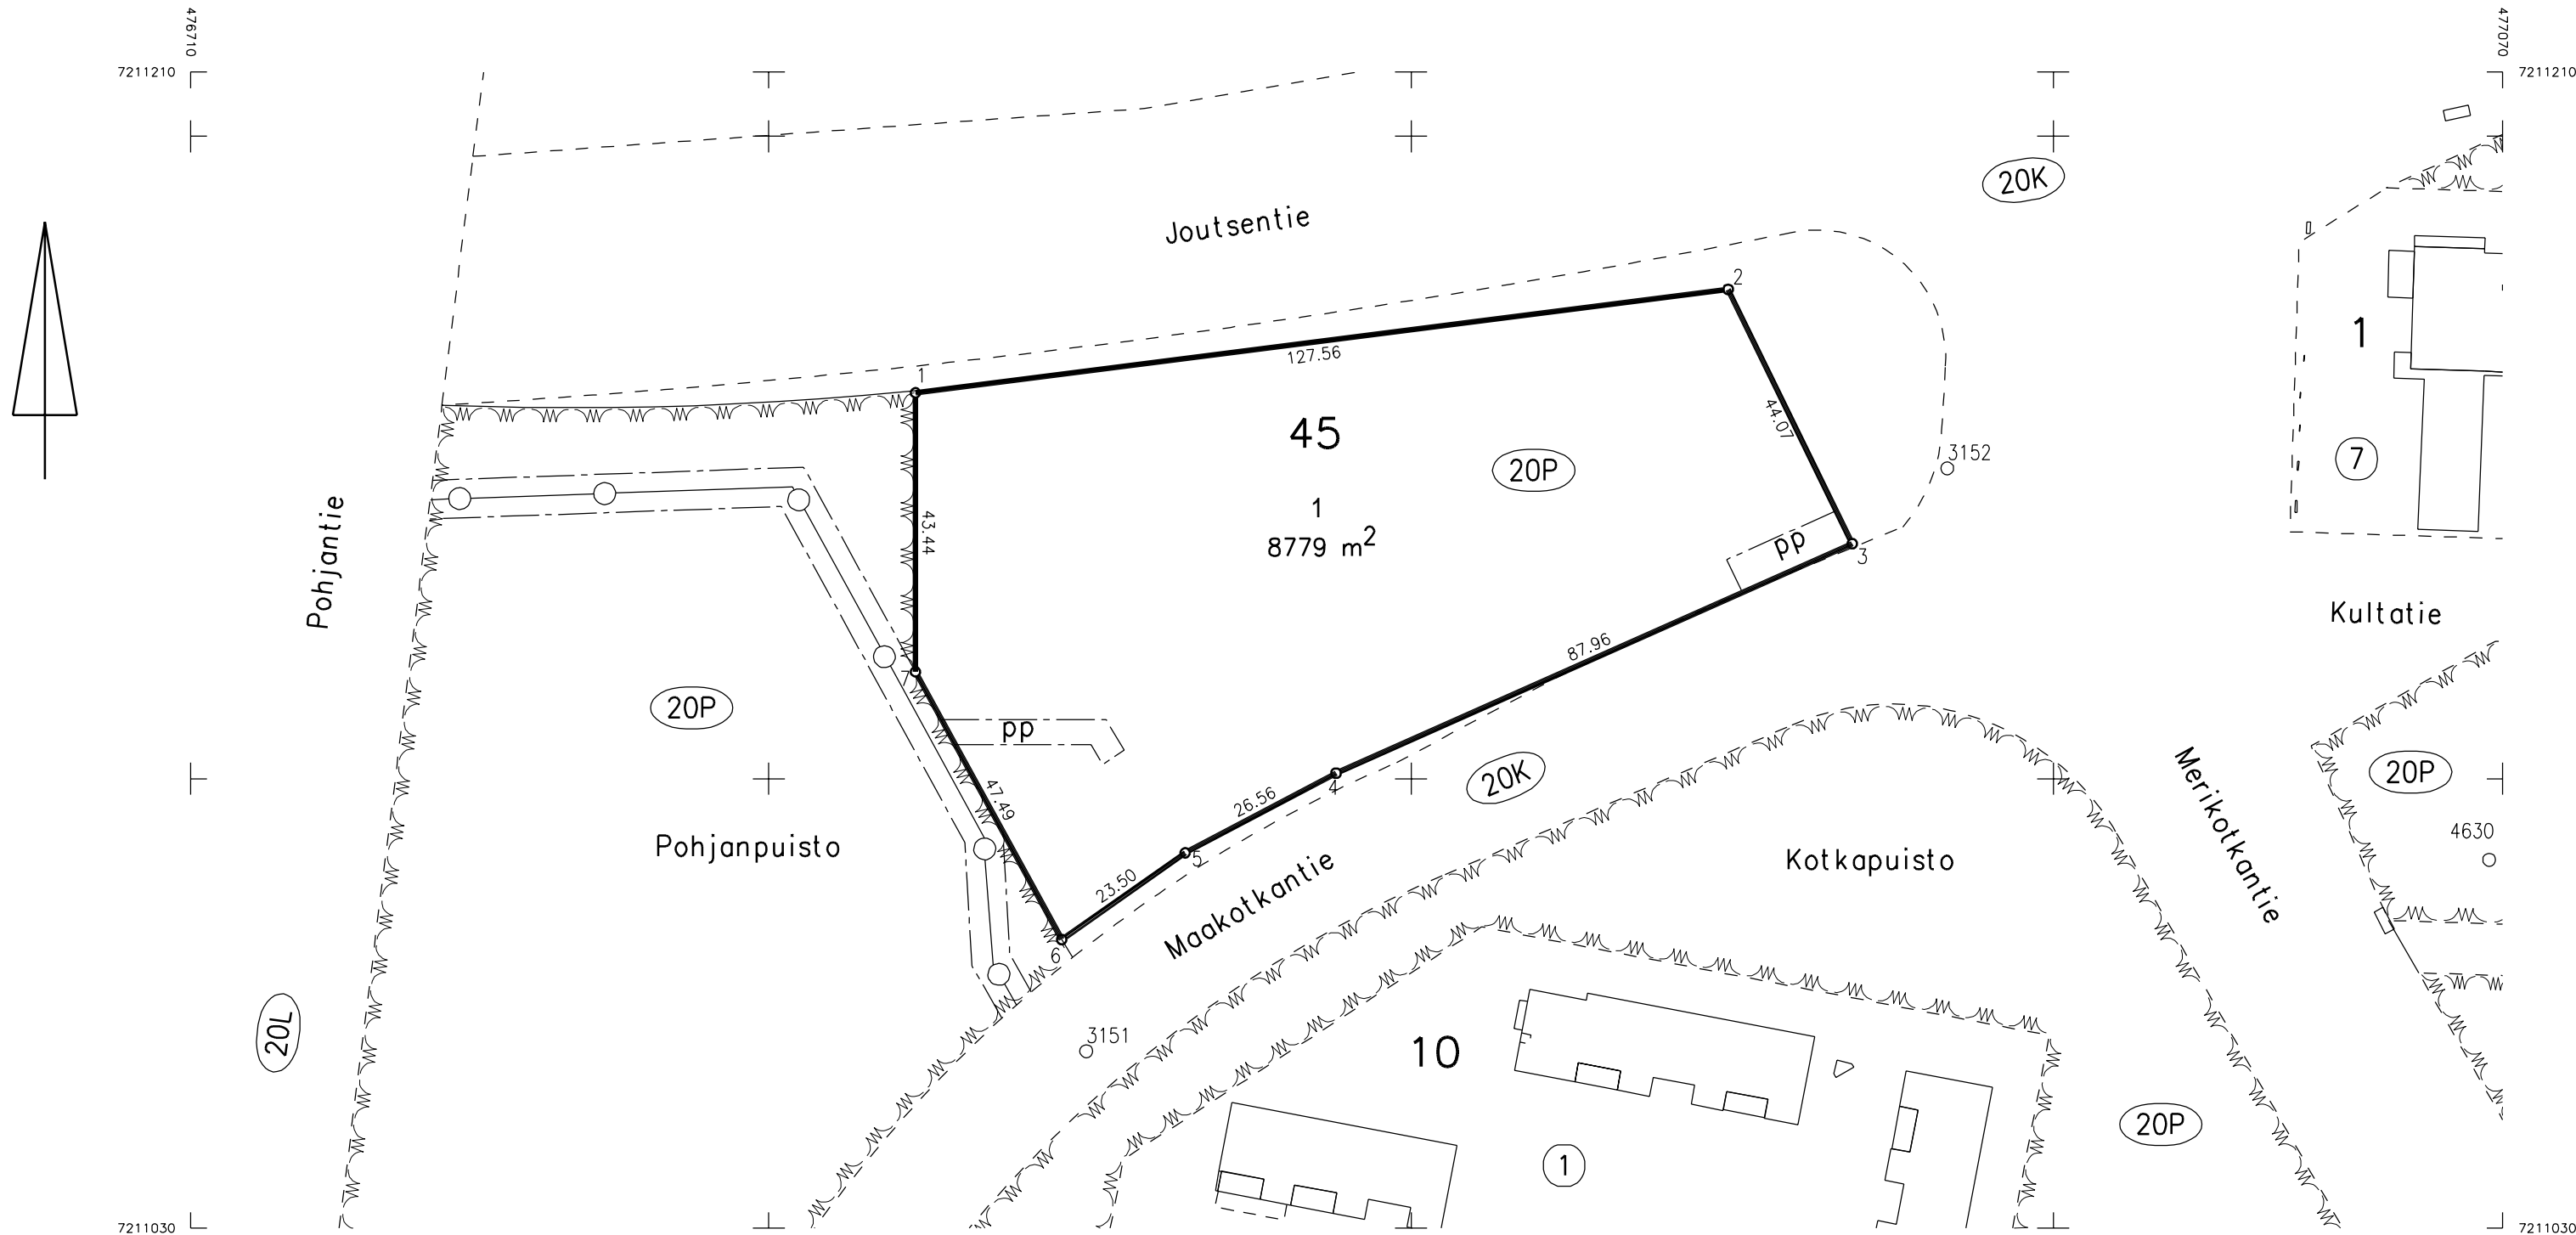 476710
477070
7211210
7211210
20K
Joutsentie
2
127.56
1
1
45
44.07
3152
20P
7
Pohjantie
43.44
1
8779 m²
pp
3
Kultatie
87.96
7
20P
pp
20K
4
20P
Merikotkantie
47.49
26.56
4630
Pohjanpuisto
5
Kotkapuisto
23.50
Maakotkantie
6
20L
3151
10
20P
1
7211030
7211030